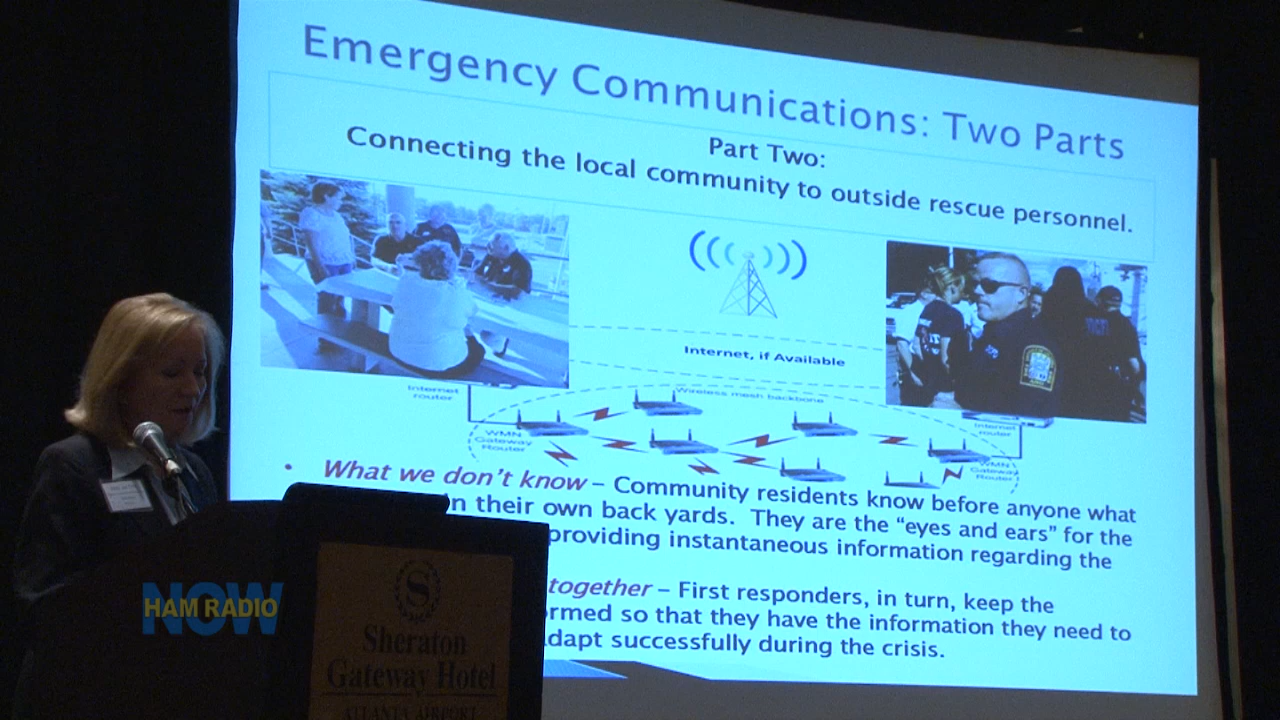 Emergency Communications: Two Parts
Part Two:
Connecting the local community to outside rescue personnel.
Internet, if Available
Internet
router
Wireless mesh backbone
WMN
Gateway
Router
Internet
router
WMN
Gateway
Router
• What we don't know – Community residents know before anyone what
n their own back yards. They are the “eyes and ears” for the
providing instantaneous information regarding the
together – First responders, in turn, keep the
ormed so that they have the information they need to
dapt successfully during the crisis.
NOW
HAM RADIO
S
Sheraton
Gateway Hotel
ATLANTA AIRPORT